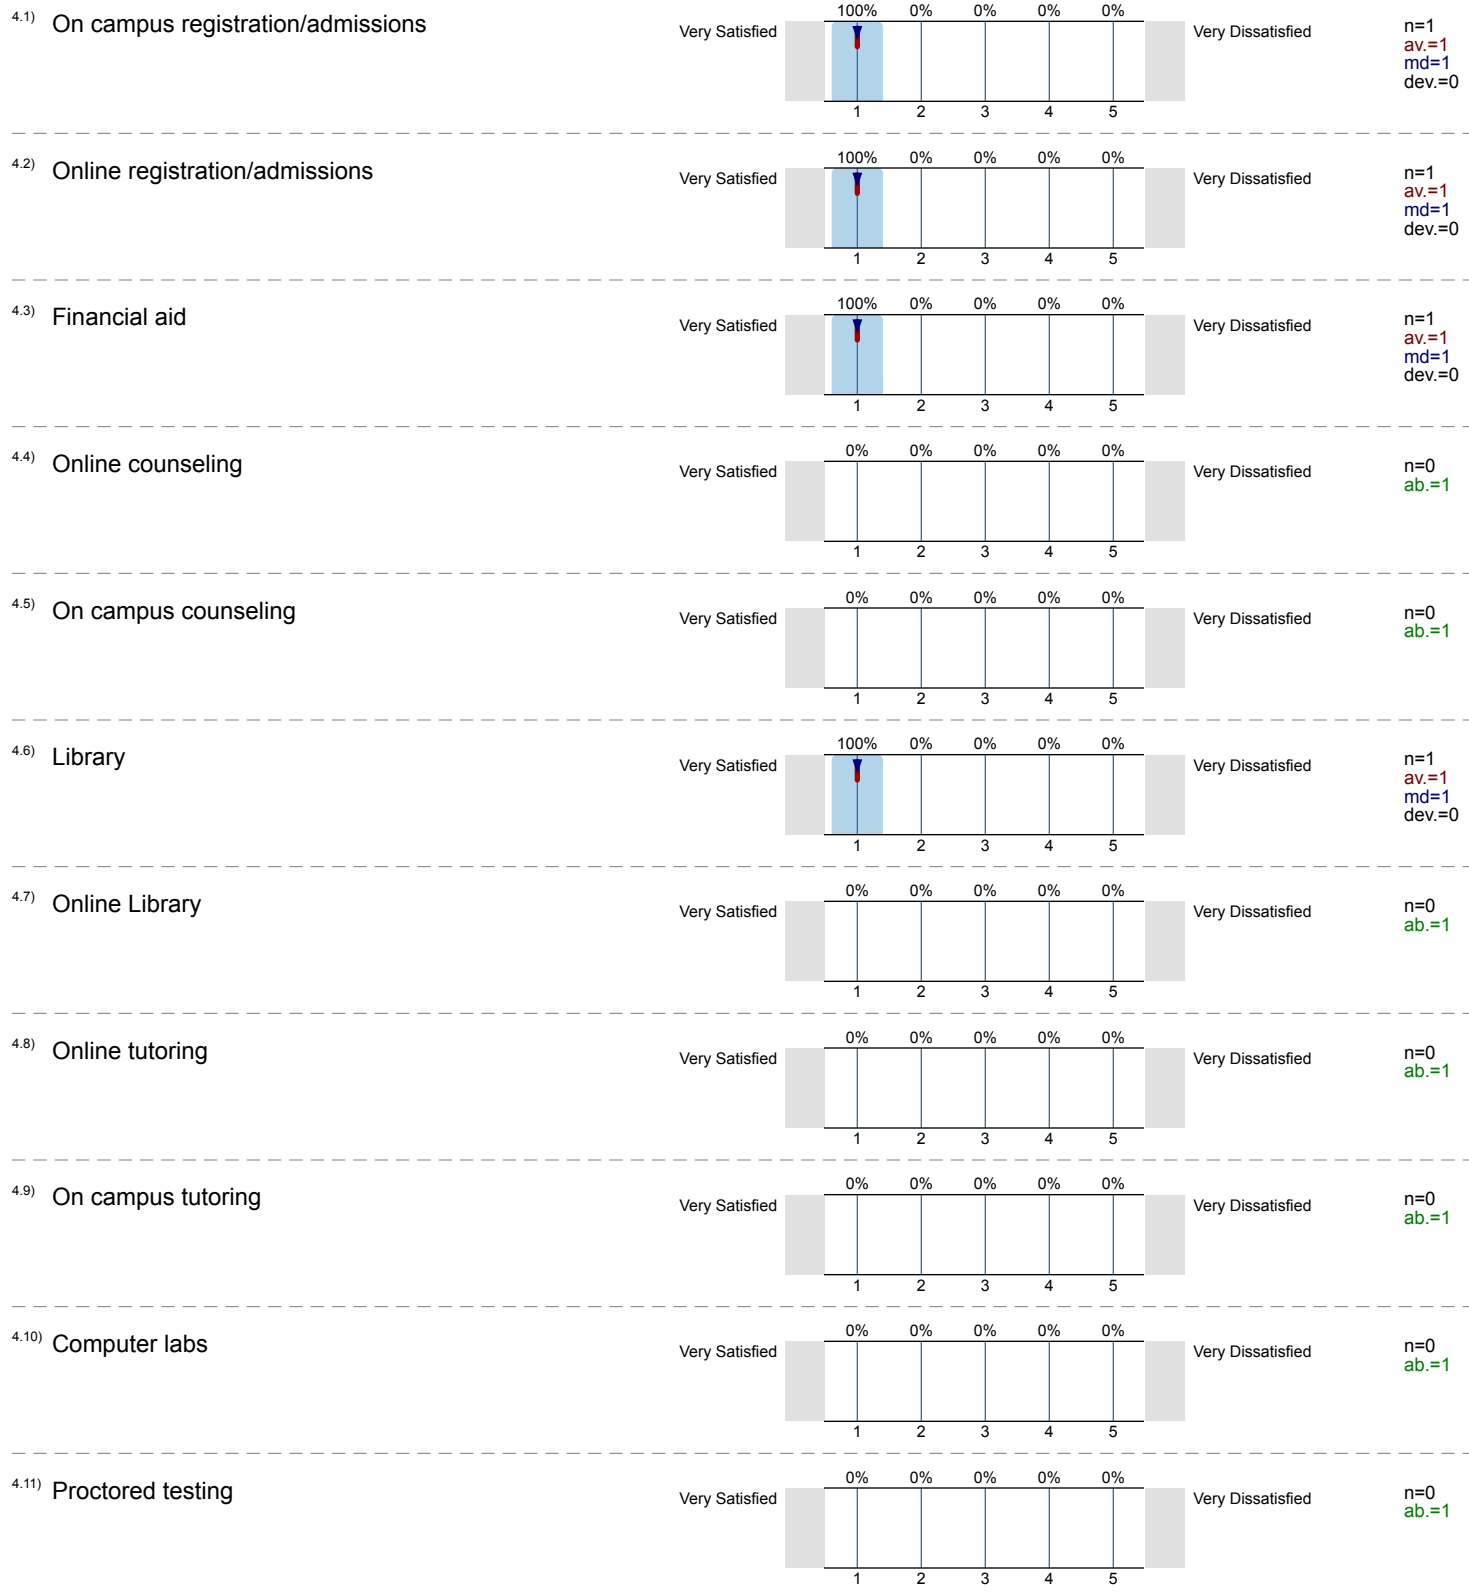 4.1) On campus registration/admissions
100% 0% 0% 0% 0%
Very Satisfied Very Dissatisfied
n=1
av.=1
md=1
dev.=0
1 2 3 4 5
4.2) Online registration/admissions
100% 0% 0% 0% 0%
Very Satisfied Very Dissatisfied
n=1
av.=1
md=1
dev.=0
1 2 3 4 5
4.3) Financial aid
100% 0% 0% 0% 0%
Very Satisfied Very Dissatisfied
n=1
av.=1
md=1
dev.=0
1 2 3 4 5
4.4) Online counseling
0% 0% 0% 0% 0%
Very Satisfied Very Dissatisfied
n=0
ab.=1
1 2 3 4 5
4.5) On campus counseling
0% 0% 0% 0% 0%
Very Satisfied Very Dissatisfied
n=0
ab.=1
1 2 3 4 5
4.6) Library
100% 0% 0% 0% 0%
Very Satisfied Very Dissatisfied
n=1
av.=1
md=1
dev.=0
1 2 3 4 5
4.7) Online Library
0% 0% 0% 0% 0%
Very Satisfied Very Dissatisfied
n=0
ab.=1
1 2 3 4 5
4.8) Online tutoring
0% 0% 0% 0% 0%
Very Satisfied Very Dissatisfied
n=0
ab.=1
1 2 3 4 5
4.9) On campus tutoring
0% 0% 0% 0% 0%
Very Satisfied Very Dissatisfied
n=0
ab.=1
1 2 3 4 5
4.10) Computer labs
0% 0% 0% 0% 0%
Very Satisfied Very Dissatisfied
n=0
ab.=1
1 2 3 4 5
4.11) Proctored testing
0% 0% 0% 0% 0%
Very Satisfied Very Dissatisfied
n=0
ab.=1
1 2 3 4 5